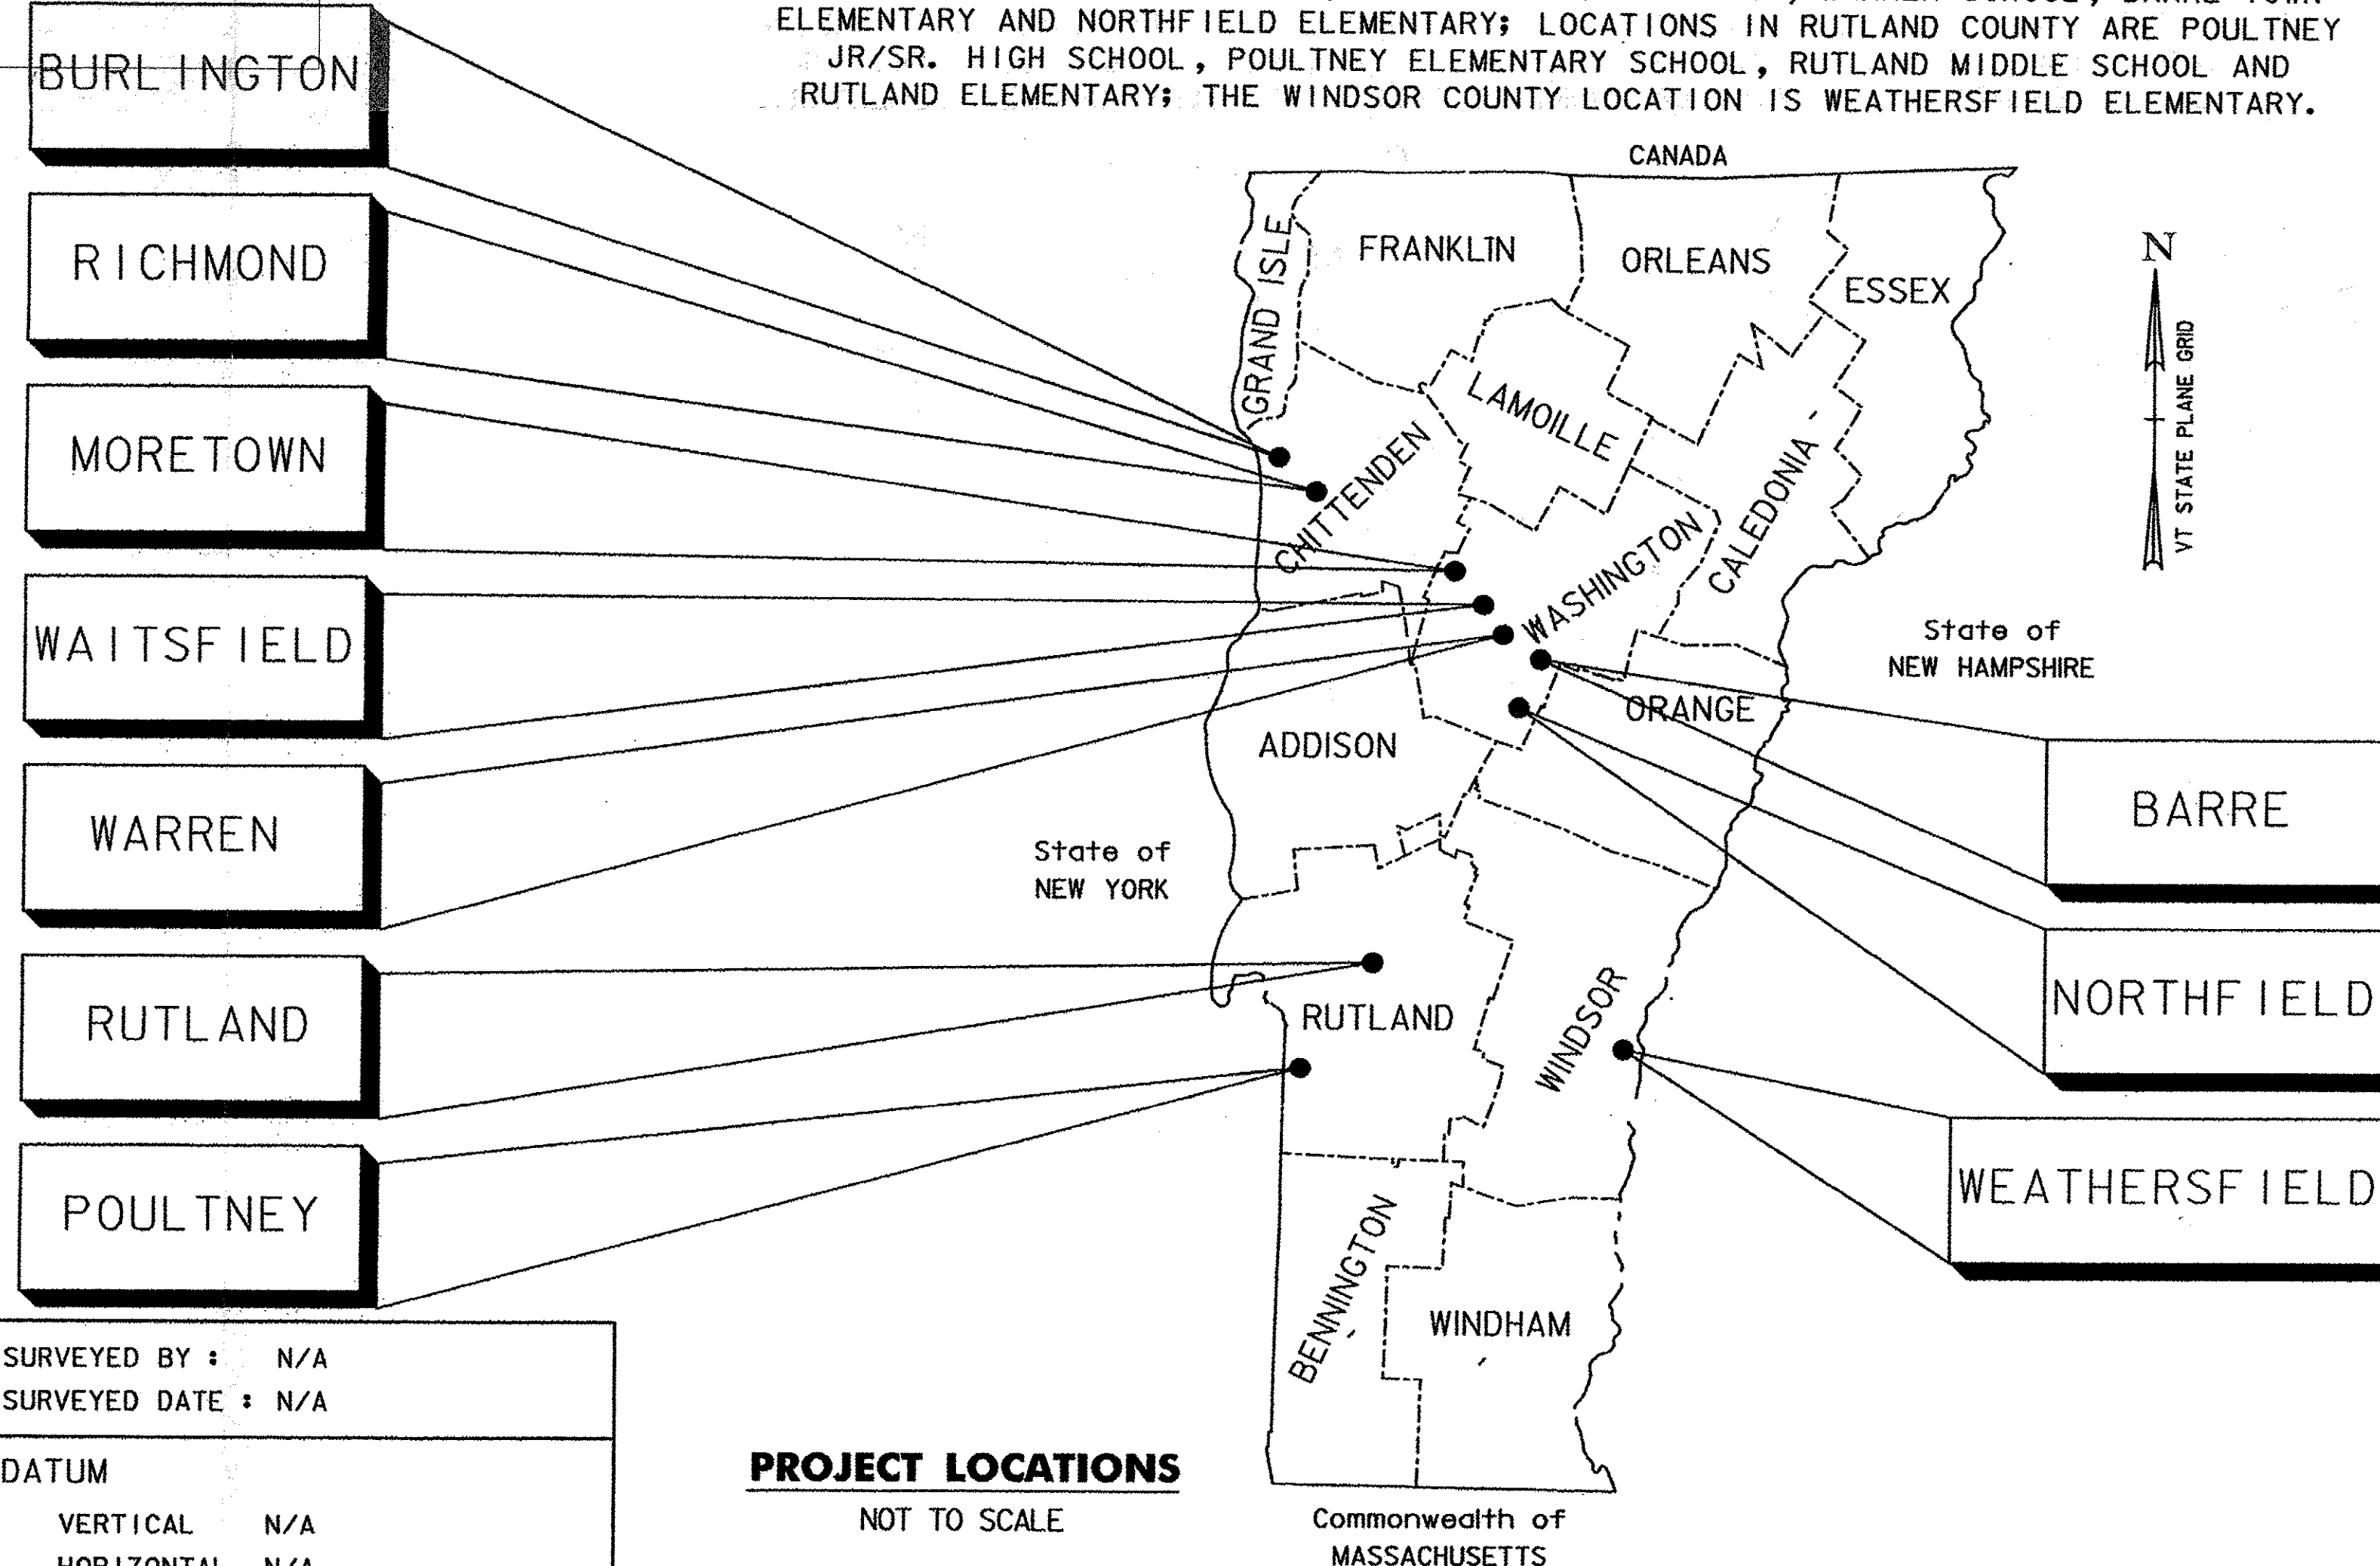 ELEMENTARY AND NORTHFIELD ELEMENTARY; LOCATIONS IN RUTLAND COUNTY ARE POULTNEY
JR/SR. HIGH SCHOOL, POULTNEY ELEMENTARY SCHOOL, RUTLAND MIDDLE SCHOOL AND
RUTLAND ELEMENTARY; THE WINDSOR COUNTY LOCATION IS WEATHERSFIELD ELEMENTARY.
BURLINGTON
RICHMOND
MORETOWN
WAITSFIELD
WARREN
RUTLAND
POULTNEY
CANADA
GRAND ISLE
FRANKLIN
ORLEANS
ESSEX
LAMOILLE
CHITTENDEN
CALEDONIA
WASHINGTON
ORANGE
ADDISON
RUTLAND
WINDSOR
BENNINGTON
WINDHAM
N
VT STATE PLANE GRID
State of
NEW HAMPSHIRE
State of
NEW YORK
BARRE
NORTHFIELD
WEATHERSFIELD
SURVEYED BY : N/A
SURVEYED DATE : N/A
DATUM
VERTICAL N/A
HORIZONTAL N/A
PROJECT LOCATIONS
NOT TO SCALE
Commonwealth of
MASSACHUSETTS